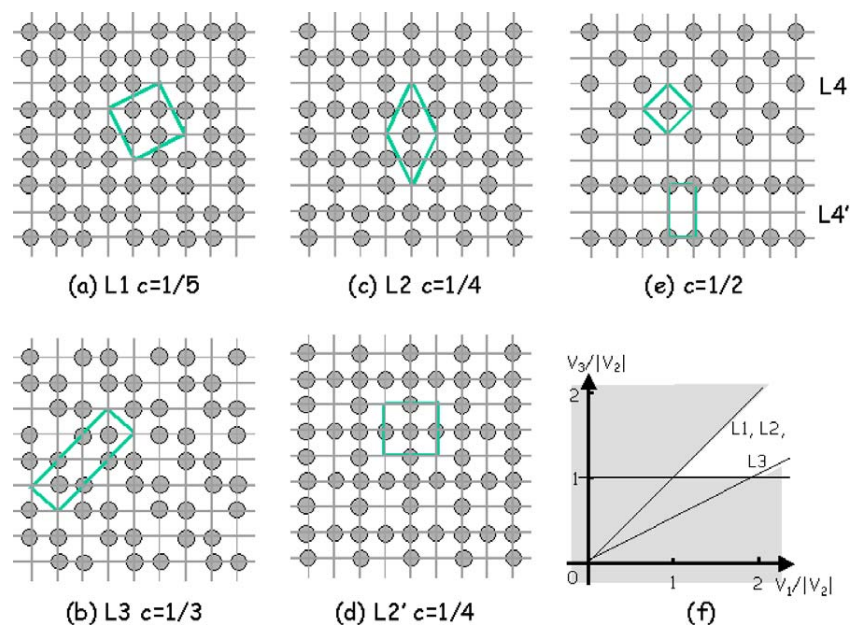 L4
L4'
(a) L1 c=1/5
(c) L2 c=1/4
(e) c=1/2
V₃/|V₂|
2
L1, L2,
L3
1
0
1
2
V₁/|V₂|
(b) L3 c=1/3
(d) L2' c=1/4
(f)